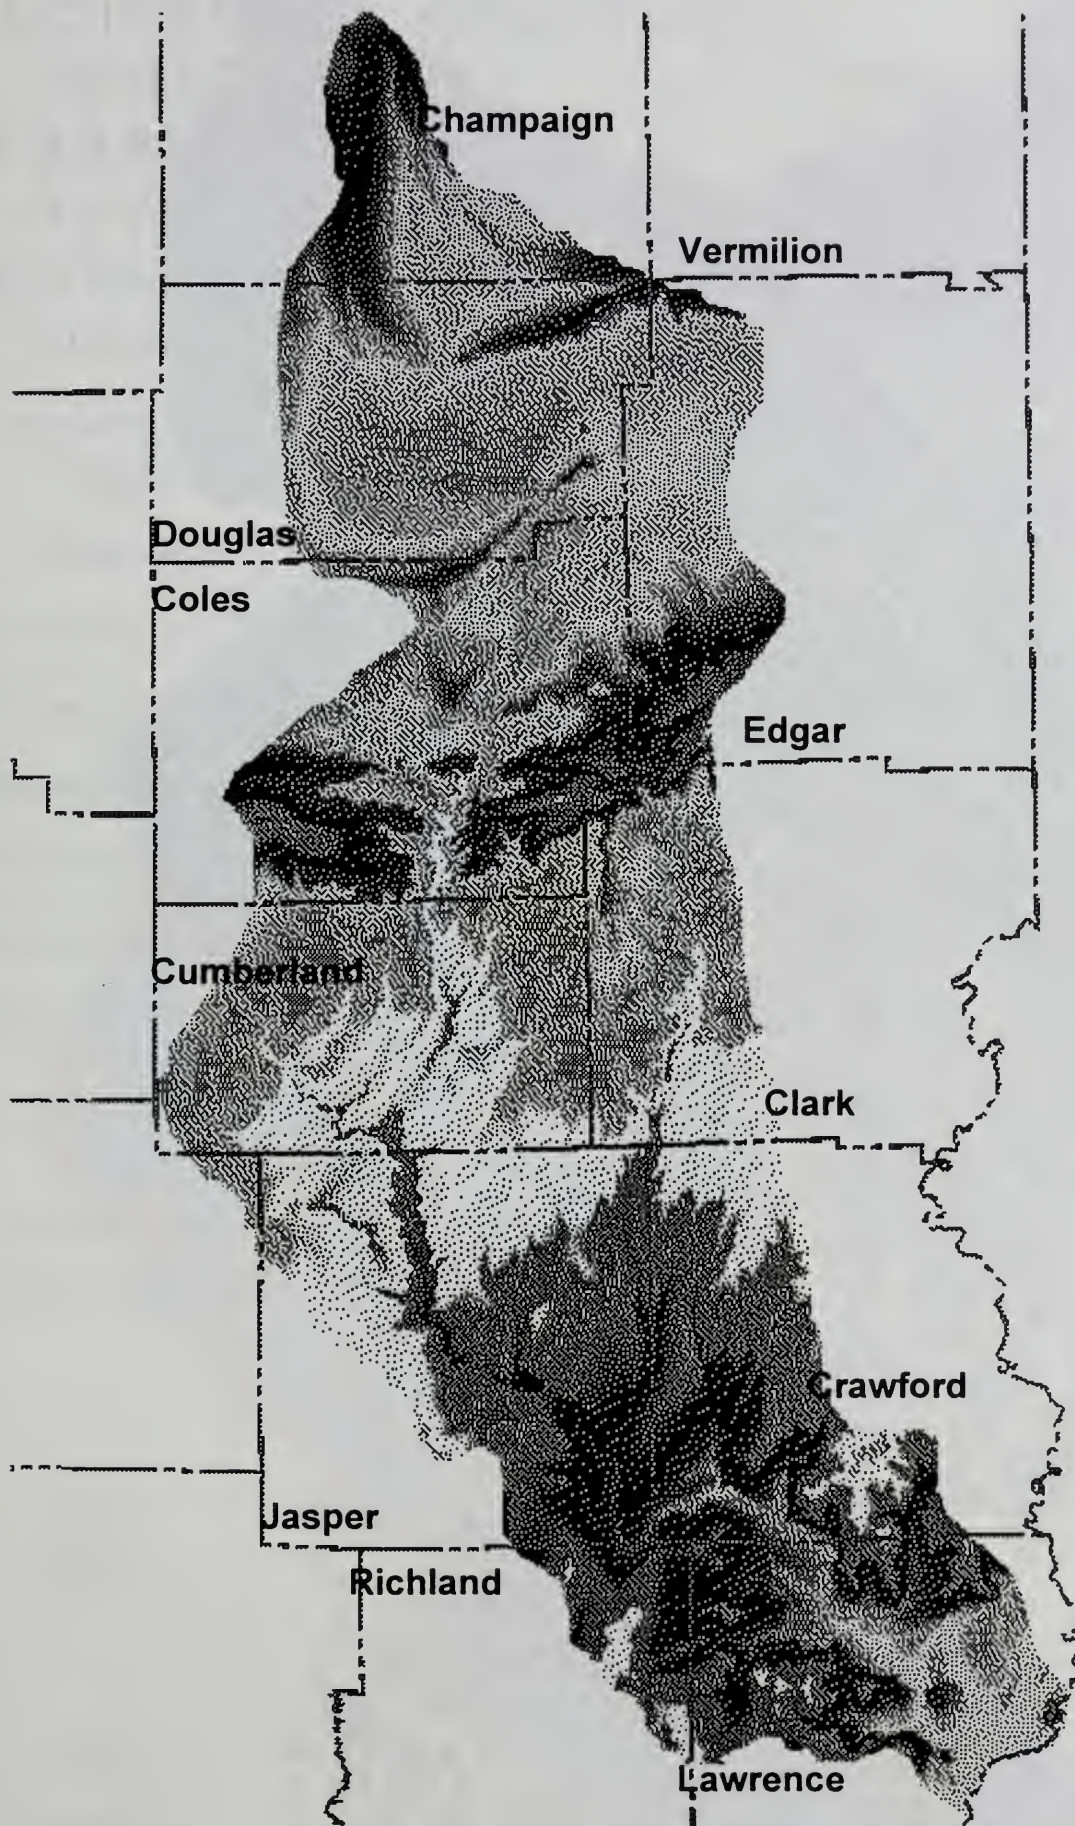 Champaign
Vermilion
Douglas
Coles
Edgar
Cumberland
Clark
Crawford
Jasper
Richland
Lawrence